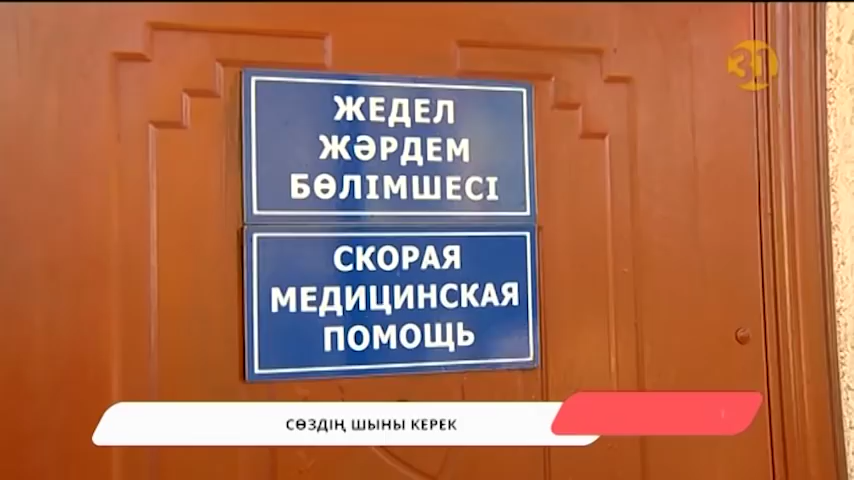 31
ЖЕДЕЛ
ЖӘРДЕМ
БӨЛІМШЕСІ
СКОРАЯ
МЕДИЦИНСКАЯ
ПОМОЩЬ
СӨЗДІҢ ШЫНЫ КЕРЕК